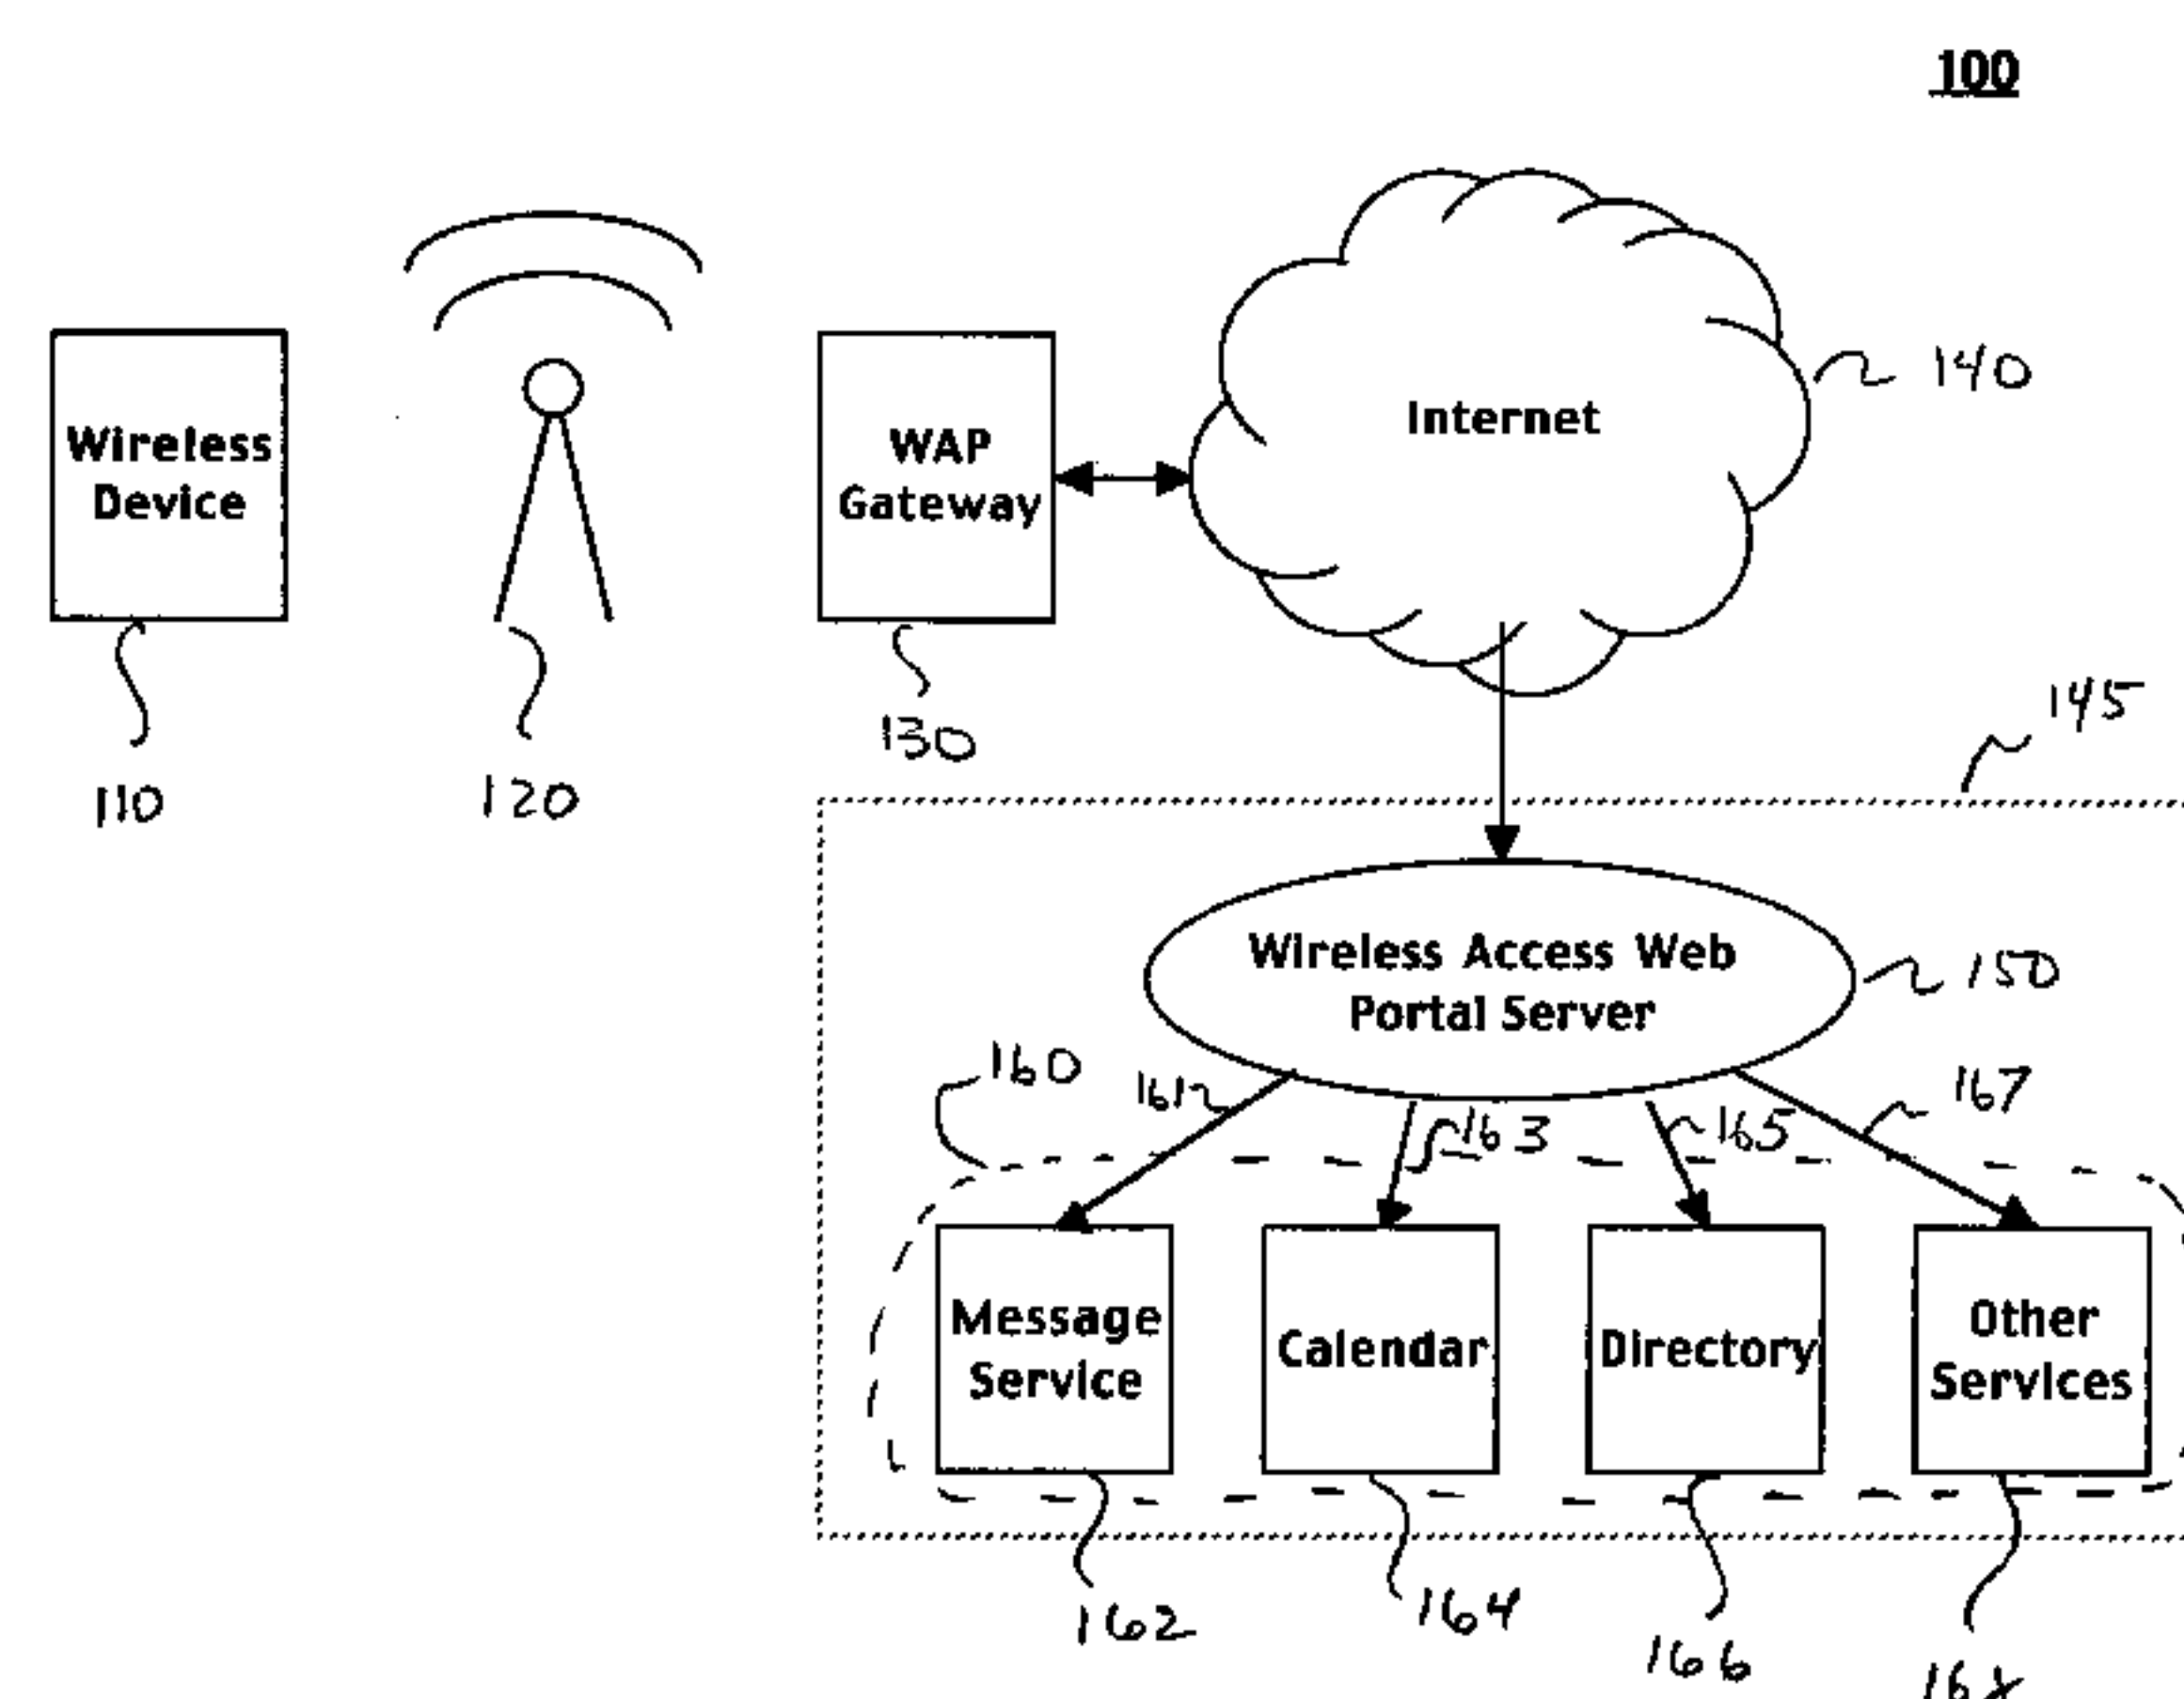 100
Wireless
Device
WAP
Gateway
Internet
140
110
120
130
145
Wireless Access Web
Portal Server
150
160
161
163
165
167
Message
Service
Calendar
Directory
Other
Services
162
164
166